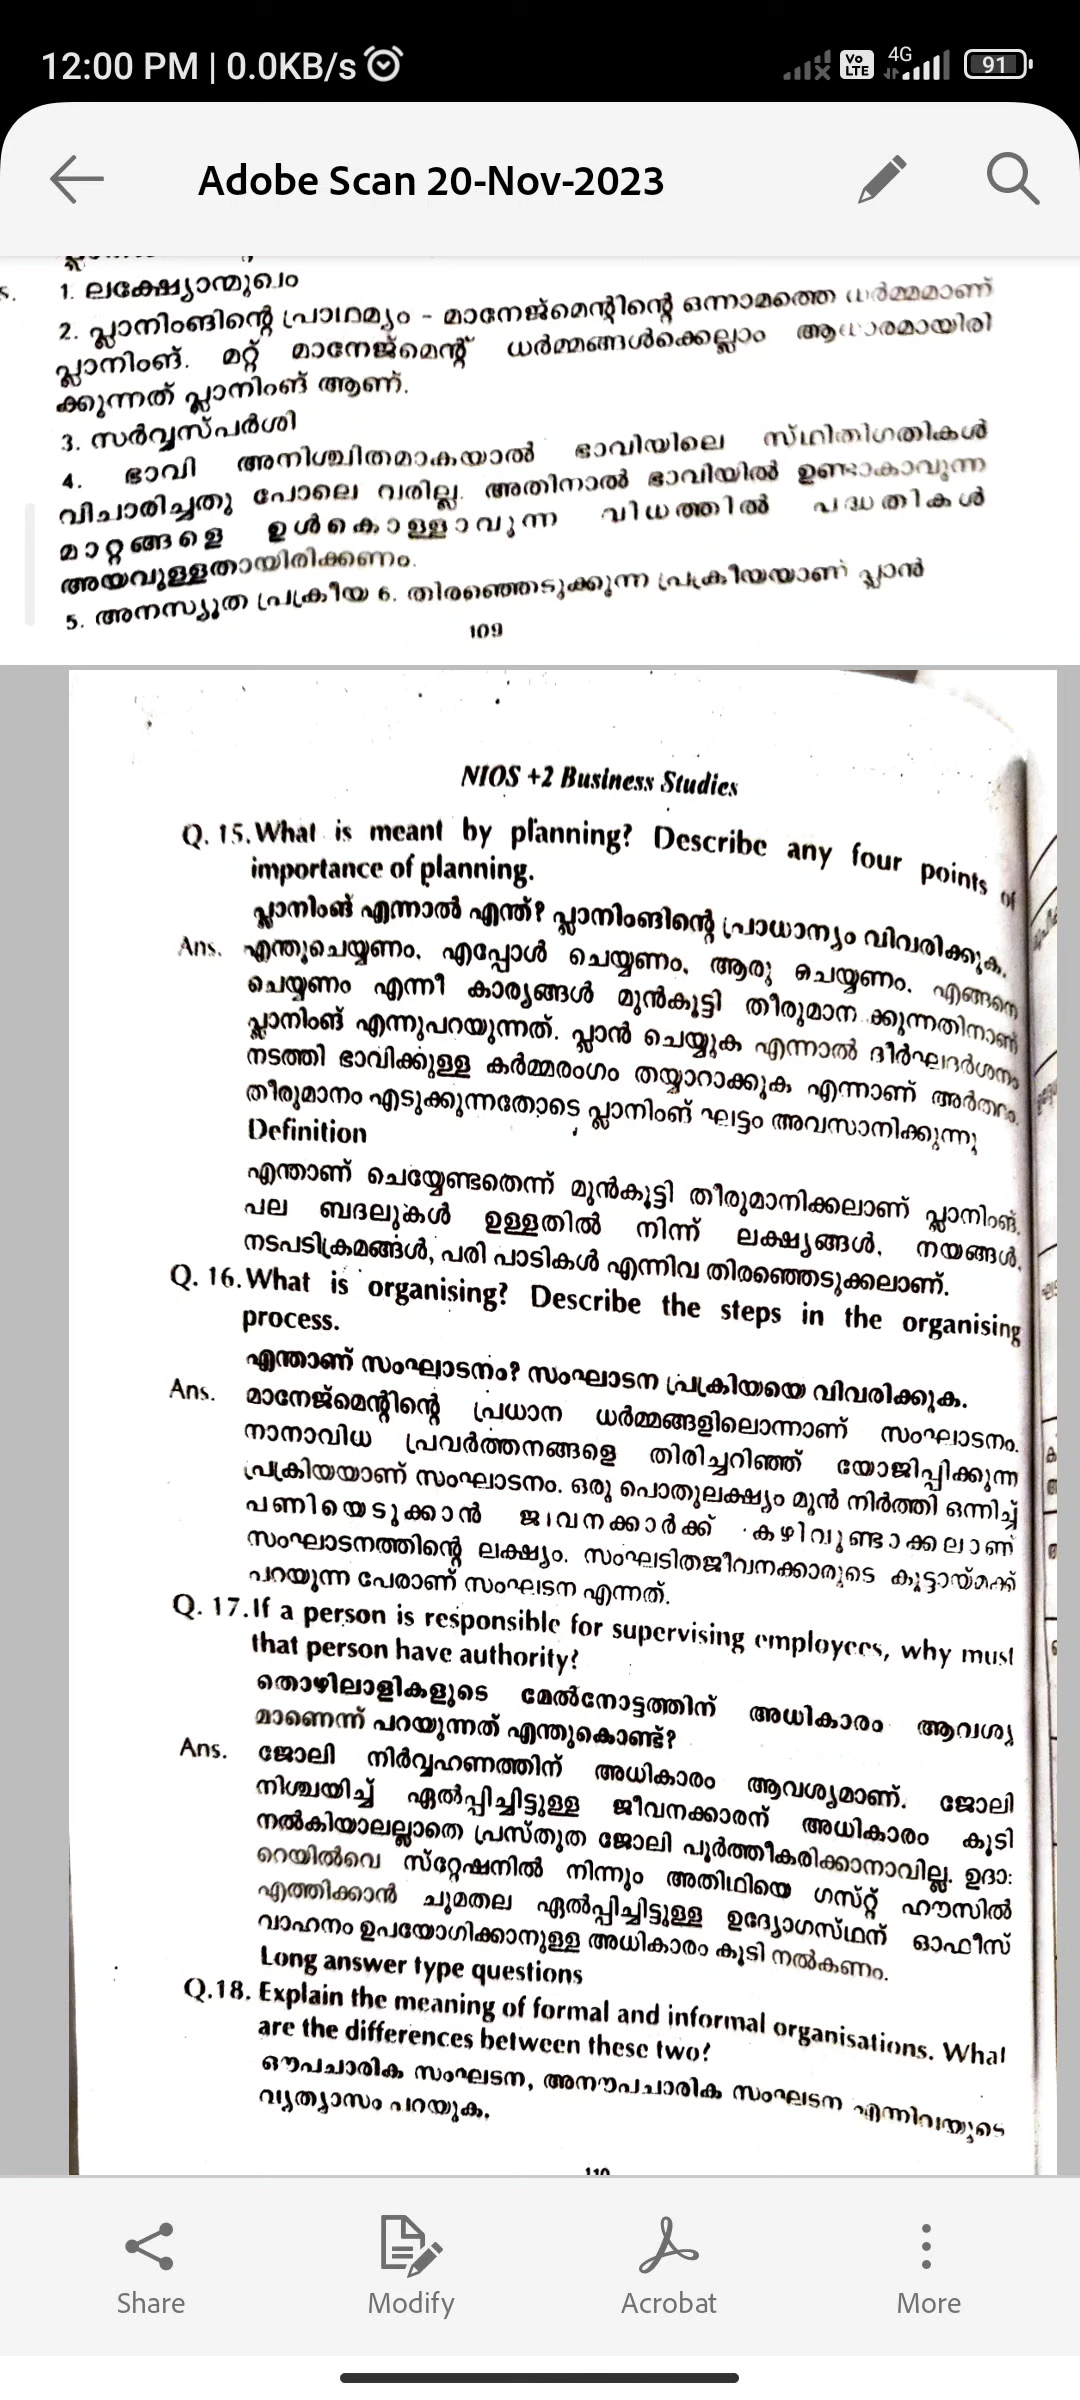 12:00 PM | 0.0KB/s
Vo LTE 4G 91
Adobe Scan 20-Nov-2023
1. ലക്ഷ്യോന്മുഖം
2. പ്ലാനിംങിന്റെ പ്രാഥമ്യം - മാനേജ്മെന്റിന്റെ ഒന്നാമത്തെ ധർമ്മമാണ്
പ്ലാനിംങ്. മറ്റ് മാനേജ്മെന്റ് ധർമ്മങ്ങൾക്കെല്ലാം ആധാരമായിരി
ക്കുന്നത് പ്ലാനിംങ് ആണ്.
3. സർവ്വസ്പർശി
4. ഭാവി അനിശ്ചിതമാകയാൽ ഭാവിയിലെ സ്ഥിതിഗതികൾ
വിചാരിച്ചതു പോലെ വരില്ല. അതിനാൽ ഭാവിയിൽ ഉണ്ടാകാവുന്ന
മാറ്റങ്ങളെ ഉൾകൊള്ളാവുന്ന വിധത്തിൽ പദ്ധതികൾ
അയവുള്ളതായിരിക്കണം.
5. അനസ്യൂത പ്രക്രീയ 6. തിരഞ്ഞെടുക്കുന്ന പ്രക്രീയയാണ് പ്ലാൻ
109
NIOS +2 Business Studies
Q. 15. What is meant by planning? Describe any four points of
importance of planning.
പ്ലാനിംങ് എന്നാൽ എന്ത്? പ്ലാനിംങിന്റെ പ്രാധാന്യം വിവരിക്കുക.
Ans. എന്തുചെയ്യണം, എപ്പോൾ ചെയ്യണം, ആരു ചെയ്യണം. എങ്ങനെ
ചെയ്യണം എന്നീ കാര്യങ്ങൾ മുൻകൂട്ടി തീരുമാന ക്കുന്നതിനാണ്
പ്ലാനിംങ് എന്നുപറയുന്നത്. പ്ലാൻ ചെയ്യുക എന്നാൽ ദീർഘദർശനം
നടത്തി ഭാവിക്കുള്ള കർമ്മരംഗം തയ്യാറാക്കുക എന്നാണ് അർത്ഥം.
തീരുമാനം എടുക്കുന്നതോടെ പ്ലാനിംങ് ഘട്ടം അവസാനിക്കുന്നു
Definition
എന്താണ് ചെയ്യേണ്ടതെന്ന് മുൻകൂട്ടി തീരുമാനിക്കലാണ് പ്ലാനിംങ്.
പല ബദലുകൾ ഉള്ളതിൽ നിന്ന് ലക്ഷ്യങ്ങൾ, നയങ്ങൾ,
നടപടിക്രമങ്ങൾ, പരി പാടികൾ എന്നിവ തിരഞ്ഞെടുക്കലാണ്.
Q. 16. What is organising? Describe the steps in the organising
process.
എന്താണ് സംഘാടനം? സംഘാടന പ്രക്രിയയെ വിവരിക്കുക.
Ans. മാനേജ്മെന്റിന്റെ പ്രധാന ധർമ്മങ്ങളിലൊന്നാണ് സംഘാടനം.
നാനാവിധ പ്രവർത്തനങ്ങളെ തിരിച്ചറിഞ്ഞ് യോജിപ്പിക്കുന്ന
പ്രക്രിയയാണ് സംഘാടനം. ഒരു പൊതുലക്ഷ്യം മുൻ നിർത്തി ഒന്നിച്ച്
പണിയെടുക്കാൻ ജീവനക്കാർക്ക് കഴിവുണ്ടാക്കലാണ്
സംഘാടനത്തിന്റെ ലക്ഷ്യം. സംഘടിതജീവനക്കാരുടെ കൂട്ടായ്മക്ക്
പറയുന്ന പേരാണ് സംഘടന എന്നത്.
Q. 17. If a person is responsible for supervising employees, why must
that person have authority?
തൊഴിലാളികളുടെ മേൽനോട്ടത്തിന് അധികാരം ആവശ്യ
മാണെന്ന് പറയുന്നത് എന്തുകൊണ്ട്?
Ans. ജോലി നിർവ്വഹണത്തിന് അധികാരം ആവശ്യമാണ്. ജോലി
നിശ്ചയിച്ച് ഏൽപ്പിച്ചിട്ടുള്ള ജീവനക്കാരന് അധികാരം കൂടി
നൽകിയാലല്ലാതെ പ്രസ്തുത ജോലി പൂർത്തീകരിക്കാനാവില്ല. ഉദാ:
റെയിൽവെ സ്റ്റേഷനിൽ നിന്നും അതിഥിയെ ഗസ്റ്റ് ഹൗസിൽ
എത്തിക്കാൻ ചുമതല ഏൽപ്പിച്ചിട്ടുള്ള ഉദ്യോഗസ്ഥന് ഓഫീസ്
വാഹനം ഉപയോഗിക്കാനുള്ള അധികാരം കൂടി നൽകണം.
Long answer type questions
Q.18. Explain the meaning of formal and informal organisations. What
are the differences between these two?
ഔപചാരിക സംഘടന, അനൗപചാരിക സംഘടന എന്നിവയുടെ
വ്യത്യാസം പറയുക.
110
Share Modify Acrobat More